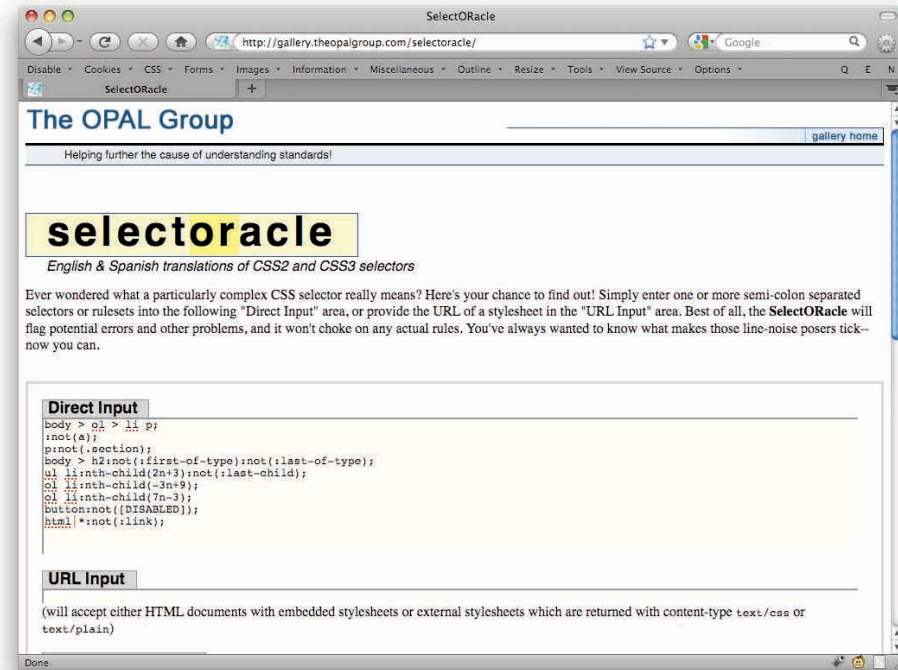 SelectORacle
http://gallery.theopalgroup.com/selectoracle/
Google
Disable Cookies CSS Forms Images Information Miscellaneous Outline Resize Tools View Source Options Q E N
SelectORacle +
The OPAL Group
gallery home
Helping further the cause of understanding standards!
selectoracle
English & Spanish translations of CSS2 and CSS3 selectors
Ever wondered what a particularly complex CSS selector really means? Here's your chance to find out! Simply enter one or more semi-colon separated
selectors or rulesets into the following "Direct Input" area, or provide the URL of a stylesheet in the "URL Input" area. Best of all, the SelectORacle will
flag potential errors and other problems, and it won't choke on any actual rules. You've always wanted to know what makes those line-noise posers tick--
now you can.
Direct Input
body > ol > li p;
:not(a);
p:not(.section);
body > h2:not(:first-of-type):not(:last-of-type);
ul li:nth-child(2n+3):not(:last-child);
ol li:nth-child(-3n+9);
ol li:nth-child(7n-3);
button:not([DISABLED]);
html|*:not(:link);
URL Input
(will accept either HTML documents with embedded stylesheets or external stylesheets which are returned with content-type text/css or
text/plain)
Done